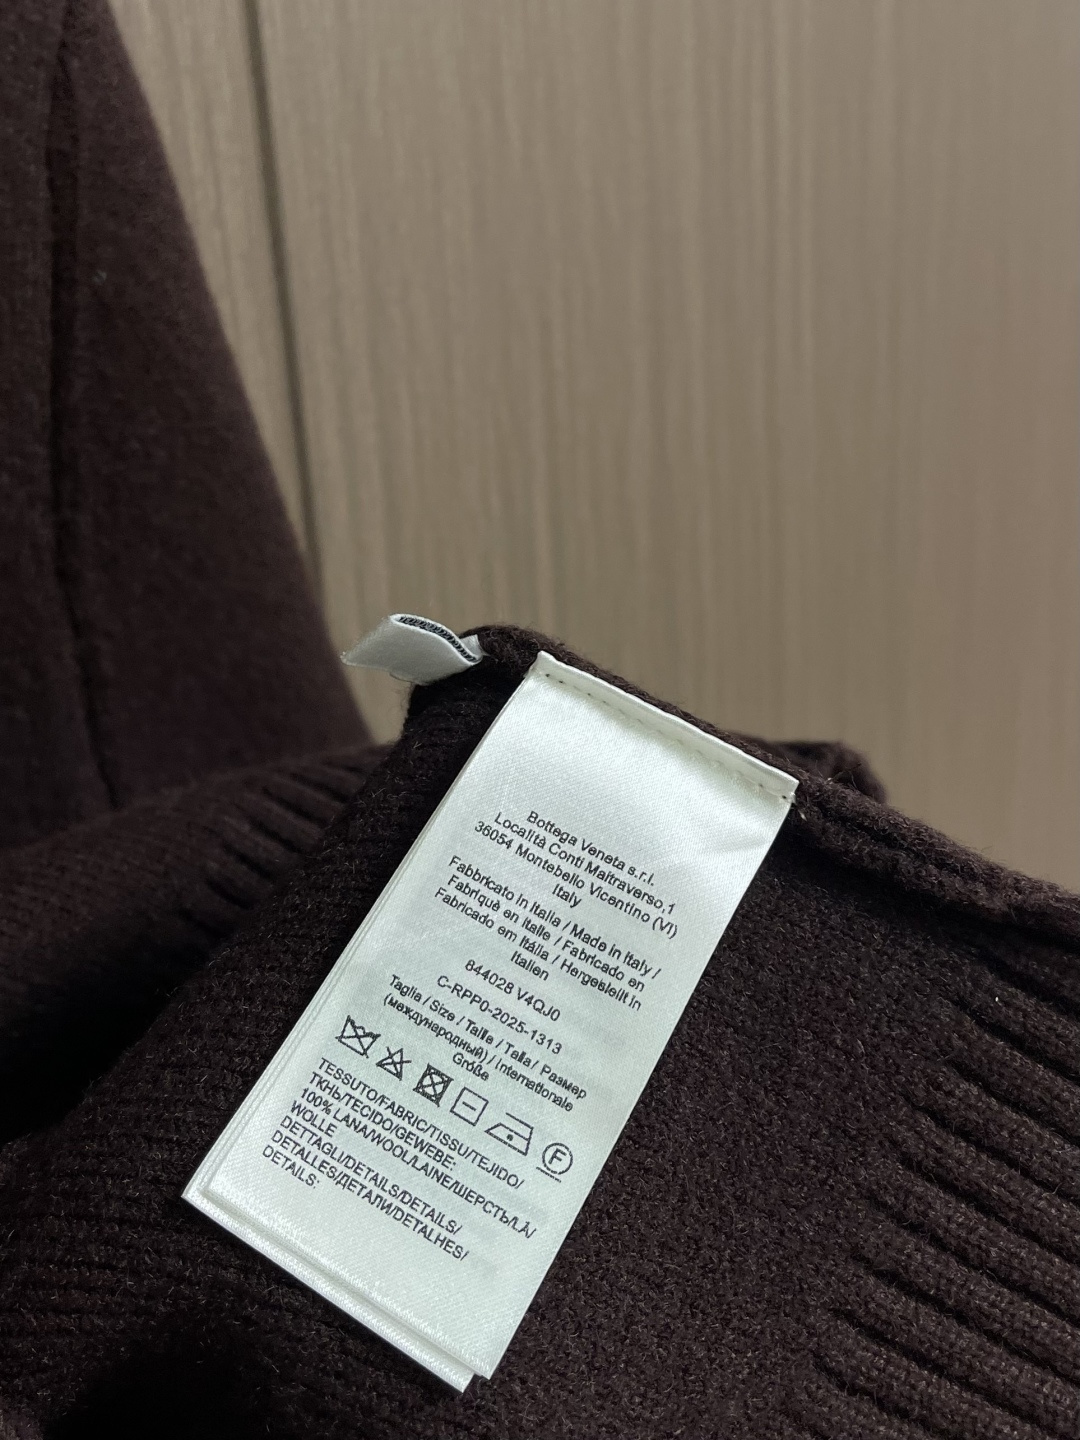 Bottega Veneta s.r.l.
Località Conti Maltraverso,1
36054 Montebello Vicentino (VI)
Italy
Fabbricato in Italia / Made in Italy /
Fabriqué en Italie / Fabricado en
Fabricado em Itália / Hergestellt in
Italien
844028 V4QJ0
C-RPP0-2025-1313
Taglia / Size / Taille / Talla / Размер
(международный) / Internationale
Größe
F
TESSUTO/FABRIC/TISSU/TEJIDO/
ТКНЬ/TECIDO/GEWEBE:
100% LANA/WOOL/LAINE/ШЕРСТЬ/LÃ/
WOLLE
DETTAGLI/DETAILS/DETAILS/
DETALLES/ДЕТАЛИ/DETALHES/
DETAILS: